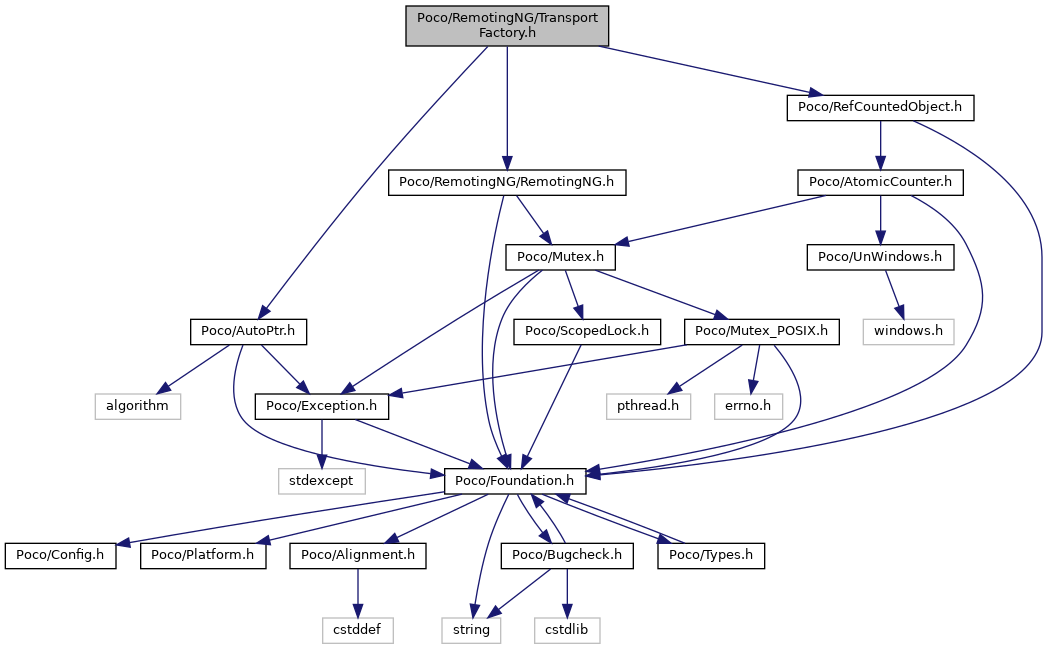 Poco/RemotingNG/Transport
Factory.h
Poco/RefCountedObject.h
Poco/RemotingNG/RemotingNG.h
Poco/AtomicCounter.h
Poco/Mutex.h
Poco/UnWindows.h
Poco/AutoPtr.h
Poco/ScopedLock.h
Poco/Mutex_POSIX.h
windows.h
algorithm
Poco/Exception.h
pthread.h
errno.h
stdexcept
Poco/Foundation.h
Poco/Config.h
Poco/Platform.h
Poco/Alignment.h
Poco/Bugcheck.h
Poco/Types.h
cstddef
string
cstdlib